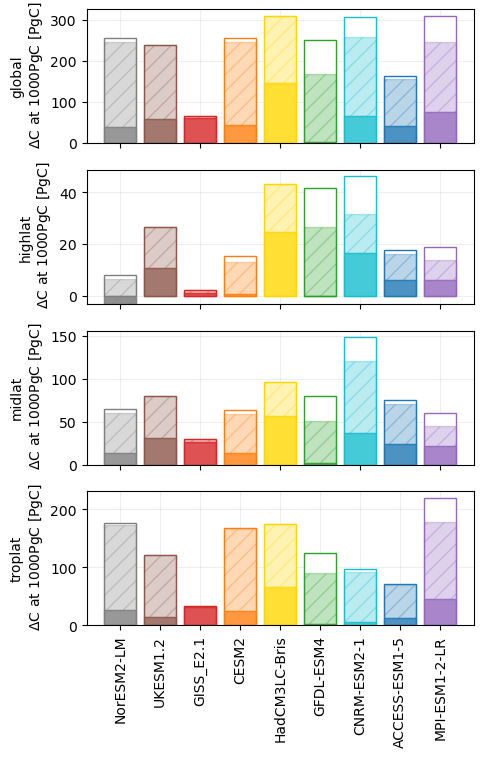 global
ΔC at 1000PgC [PgC]
300
200
100
0
highlat
ΔC at 1000PgC [PgC]
40
20
0
midlat
ΔC at 1000PgC [PgC]
150
100
50
0
troplat
ΔC at 1000PgC [PgC]
200
100
0
NorESM2-LM
UKESM1.2
GISS_E2.1
CESM2
HadCM3LC-Bris
GFDL-ESM4
CNRM-ESM2-1
ACCESS-ESM1-5
MPI-ESM1-2-LR